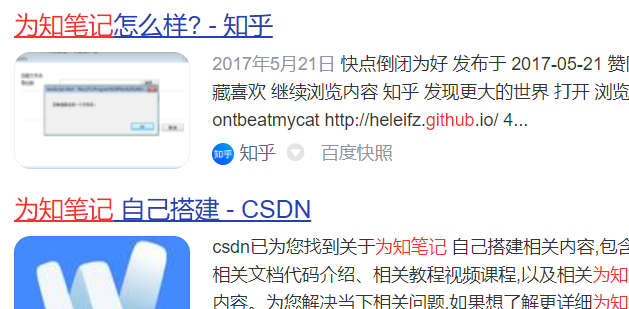 为知笔记怎么样? - 知乎
2017年5月21日 快点倒闭为好 发布于 2017-05-21 赞同
藏喜欢 继续浏览内容 知乎 发现更大的世界 打开 浏览
ontbeatmycat http://heleifz.github.io/ 4...
知乎 知乎 百度快照
为知笔记 自己搭建 - CSDN
csdn已为您找到关于为知笔记 自己搭建相关内容,包含
相关文档代码介绍、相关教程视频课程,以及相关为知
内容。为您解决当下相关问题,如果想了解更详细为知